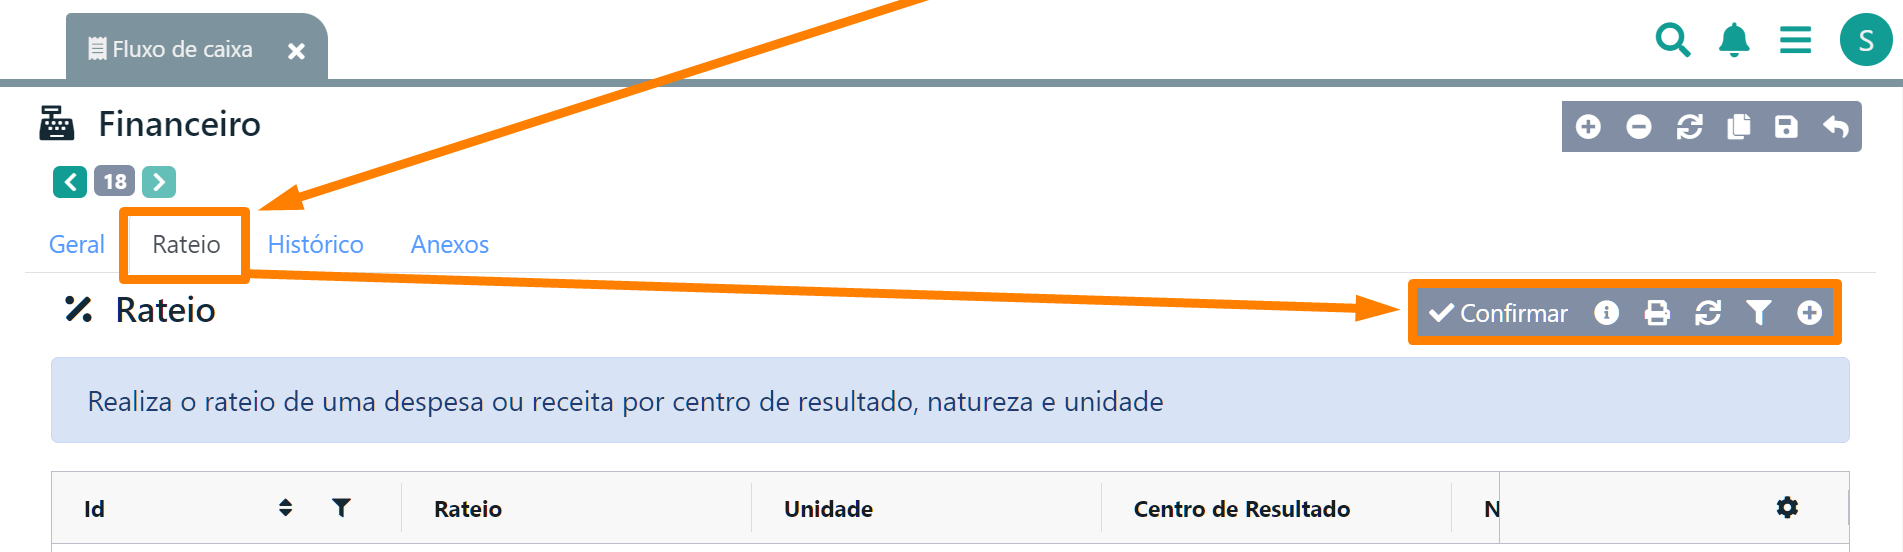 Fluxo de caixa
S
Financeiro
18
Geral Rateio Histórico Anexos
Rateio
Confirmar
Realiza o rateio de uma despesa ou receita por centro de resultado, natureza e unidade
Id Rateio Unidade Centro de Resultado N